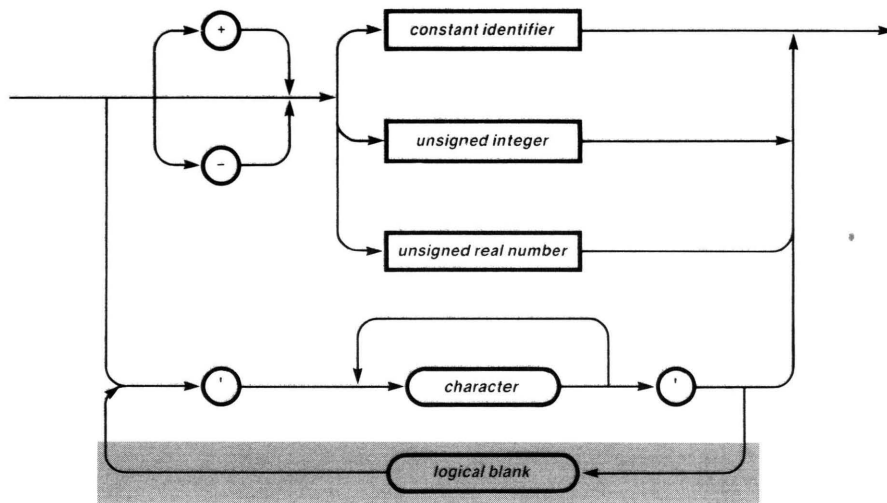 +
constant identifier
unsigned integer
-
unsigned real number
' character '
logical blank